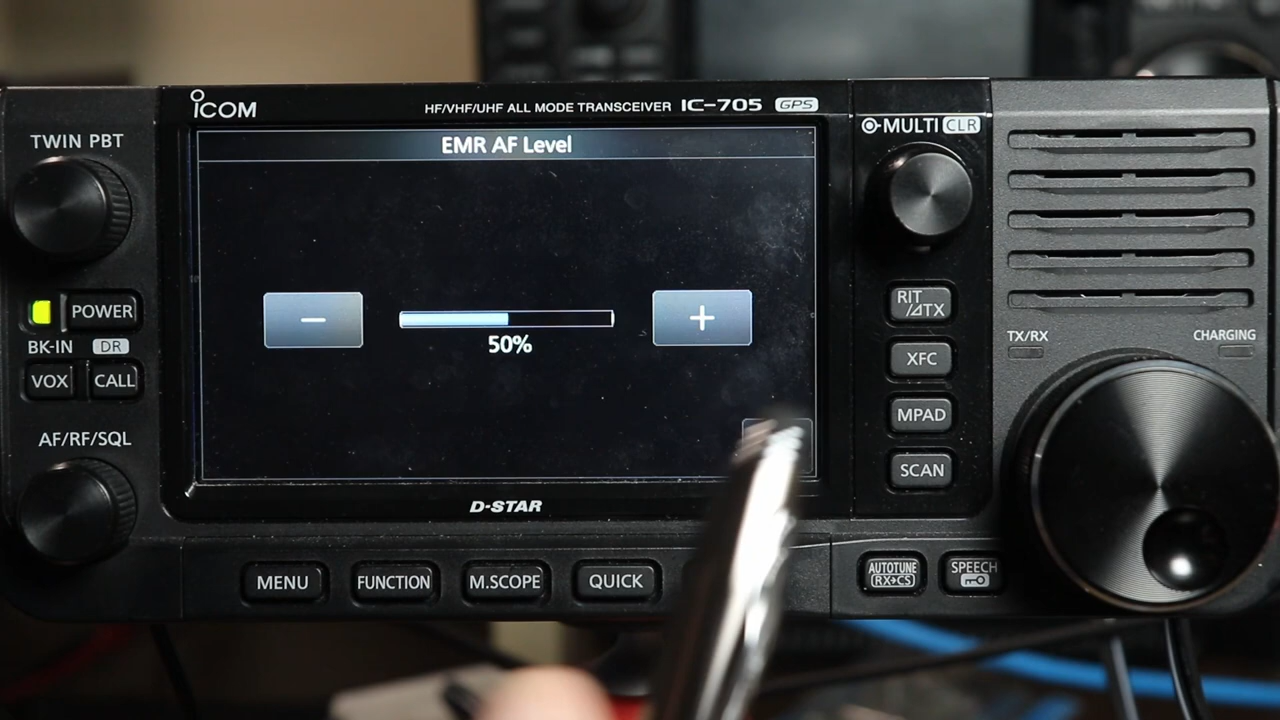 ICOM
HF/VHF/UHF ALL MODE TRANSCEIVER IC-705 GPS
MULTI CLR
TWIN PBT
EMR AF Level
−
+
50%
POWER
BK-IN DR
VOX CALL
AF/RF/SQL
RIT
/⊿TX
XFC
MPAD
SCAN
TX/RX
CHARGING
D-STAR
MENU FUNCTION M.SCOPE QUICK
AUTOTUNE
RX→CS
SPEECH